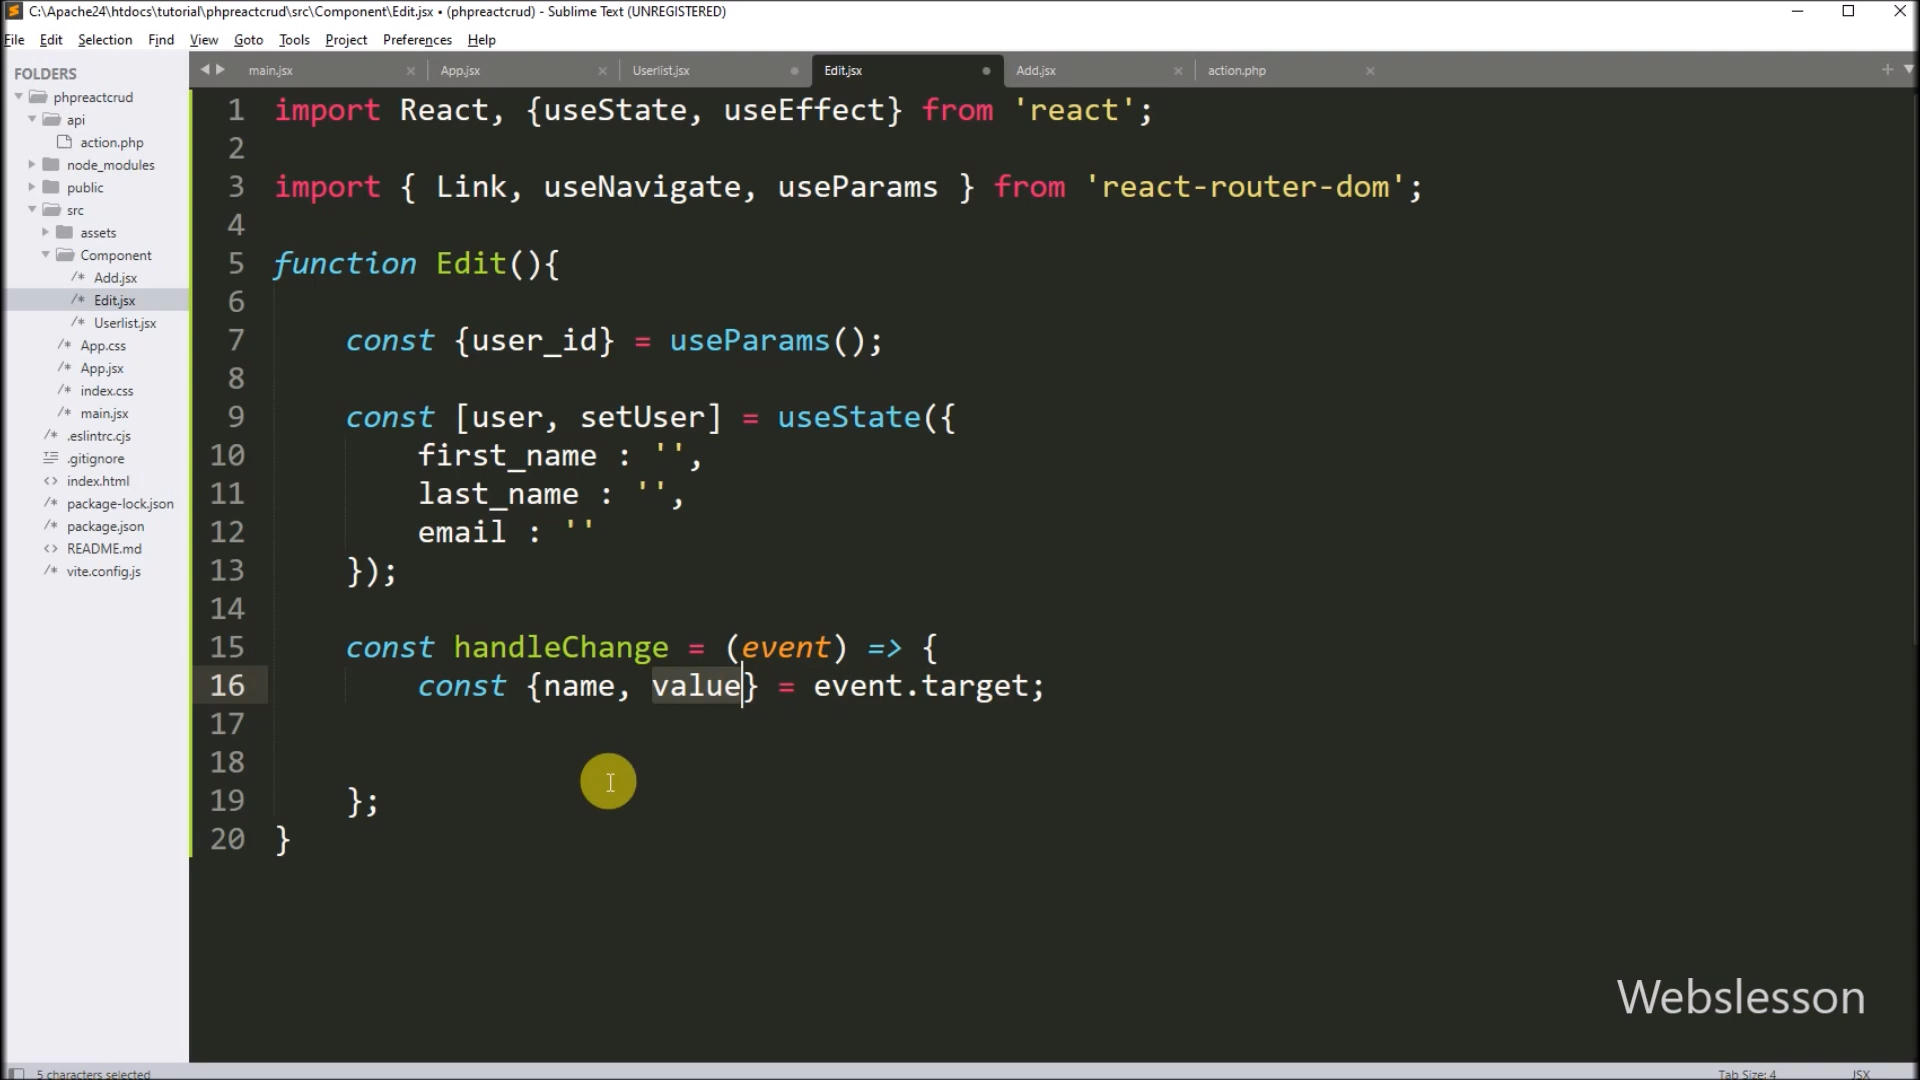 C:\Apache24\htdocs\tutorial\phpreactcrud\src\Component\Edit.jsx • (phpreactcrud) - Sublime Text (UNREGISTERED)
File Edit Selection Find View Goto Tools Project Preferences Help
FOLDERS
phpreactcrud
api
action.php
node_modules
public
src
assets
Component
/* Add.jsx
/* Edit.jsx
/* Userlist.jsx
/* App.css
/* App.jsx
/* index.css
/* main.jsx
/* .eslintrc.cjs
.gitignore
<> index.html
/* package-lock.json
/* package.json
<> README.md
/* vite.config.js
main.jsx App.jsx Userlist.jsx Edit.jsx Add.jsx action.php
1 import React, {useState, useEffect} from 'react';
2
3 import { Link, useNavigate, useParams } from 'react-router-dom';
4
5 function Edit(){
6
7 const {user_id} = useParams();
8
9 const [user, setUser] = useState({
10 first_name : '',
11 last_name : '',
12 email : ''
13 });
14
15 const handleChange = (event) => {
16 const {name, value} = event.target;
17
18
19 };
20 }
Webslesson
5 characters selected
Tab Size: 4 JSX